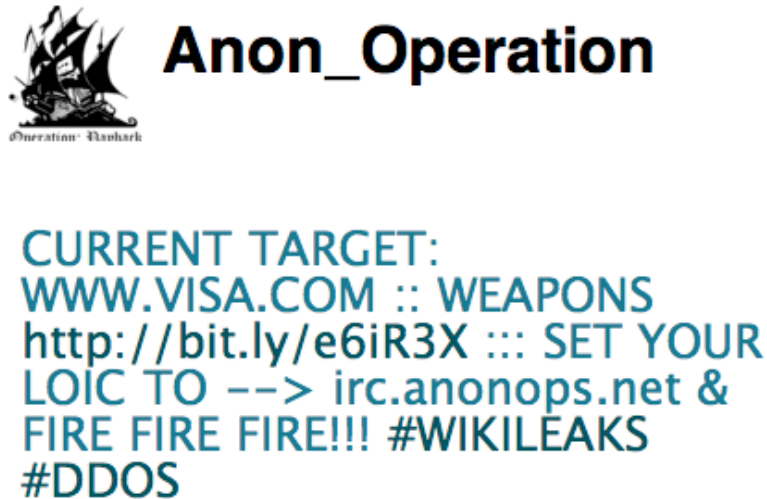 Anon_Operation
Operation: Payback
CURRENT TARGET:
WWW.VISA.COM :: WEAPONS
http://bit.ly/e6iR3X ::: SET YOUR
LOIC TO --> irc.anonops.net &
FIRE FIRE FIRE!!! #WIKILEAKS
#DDOS